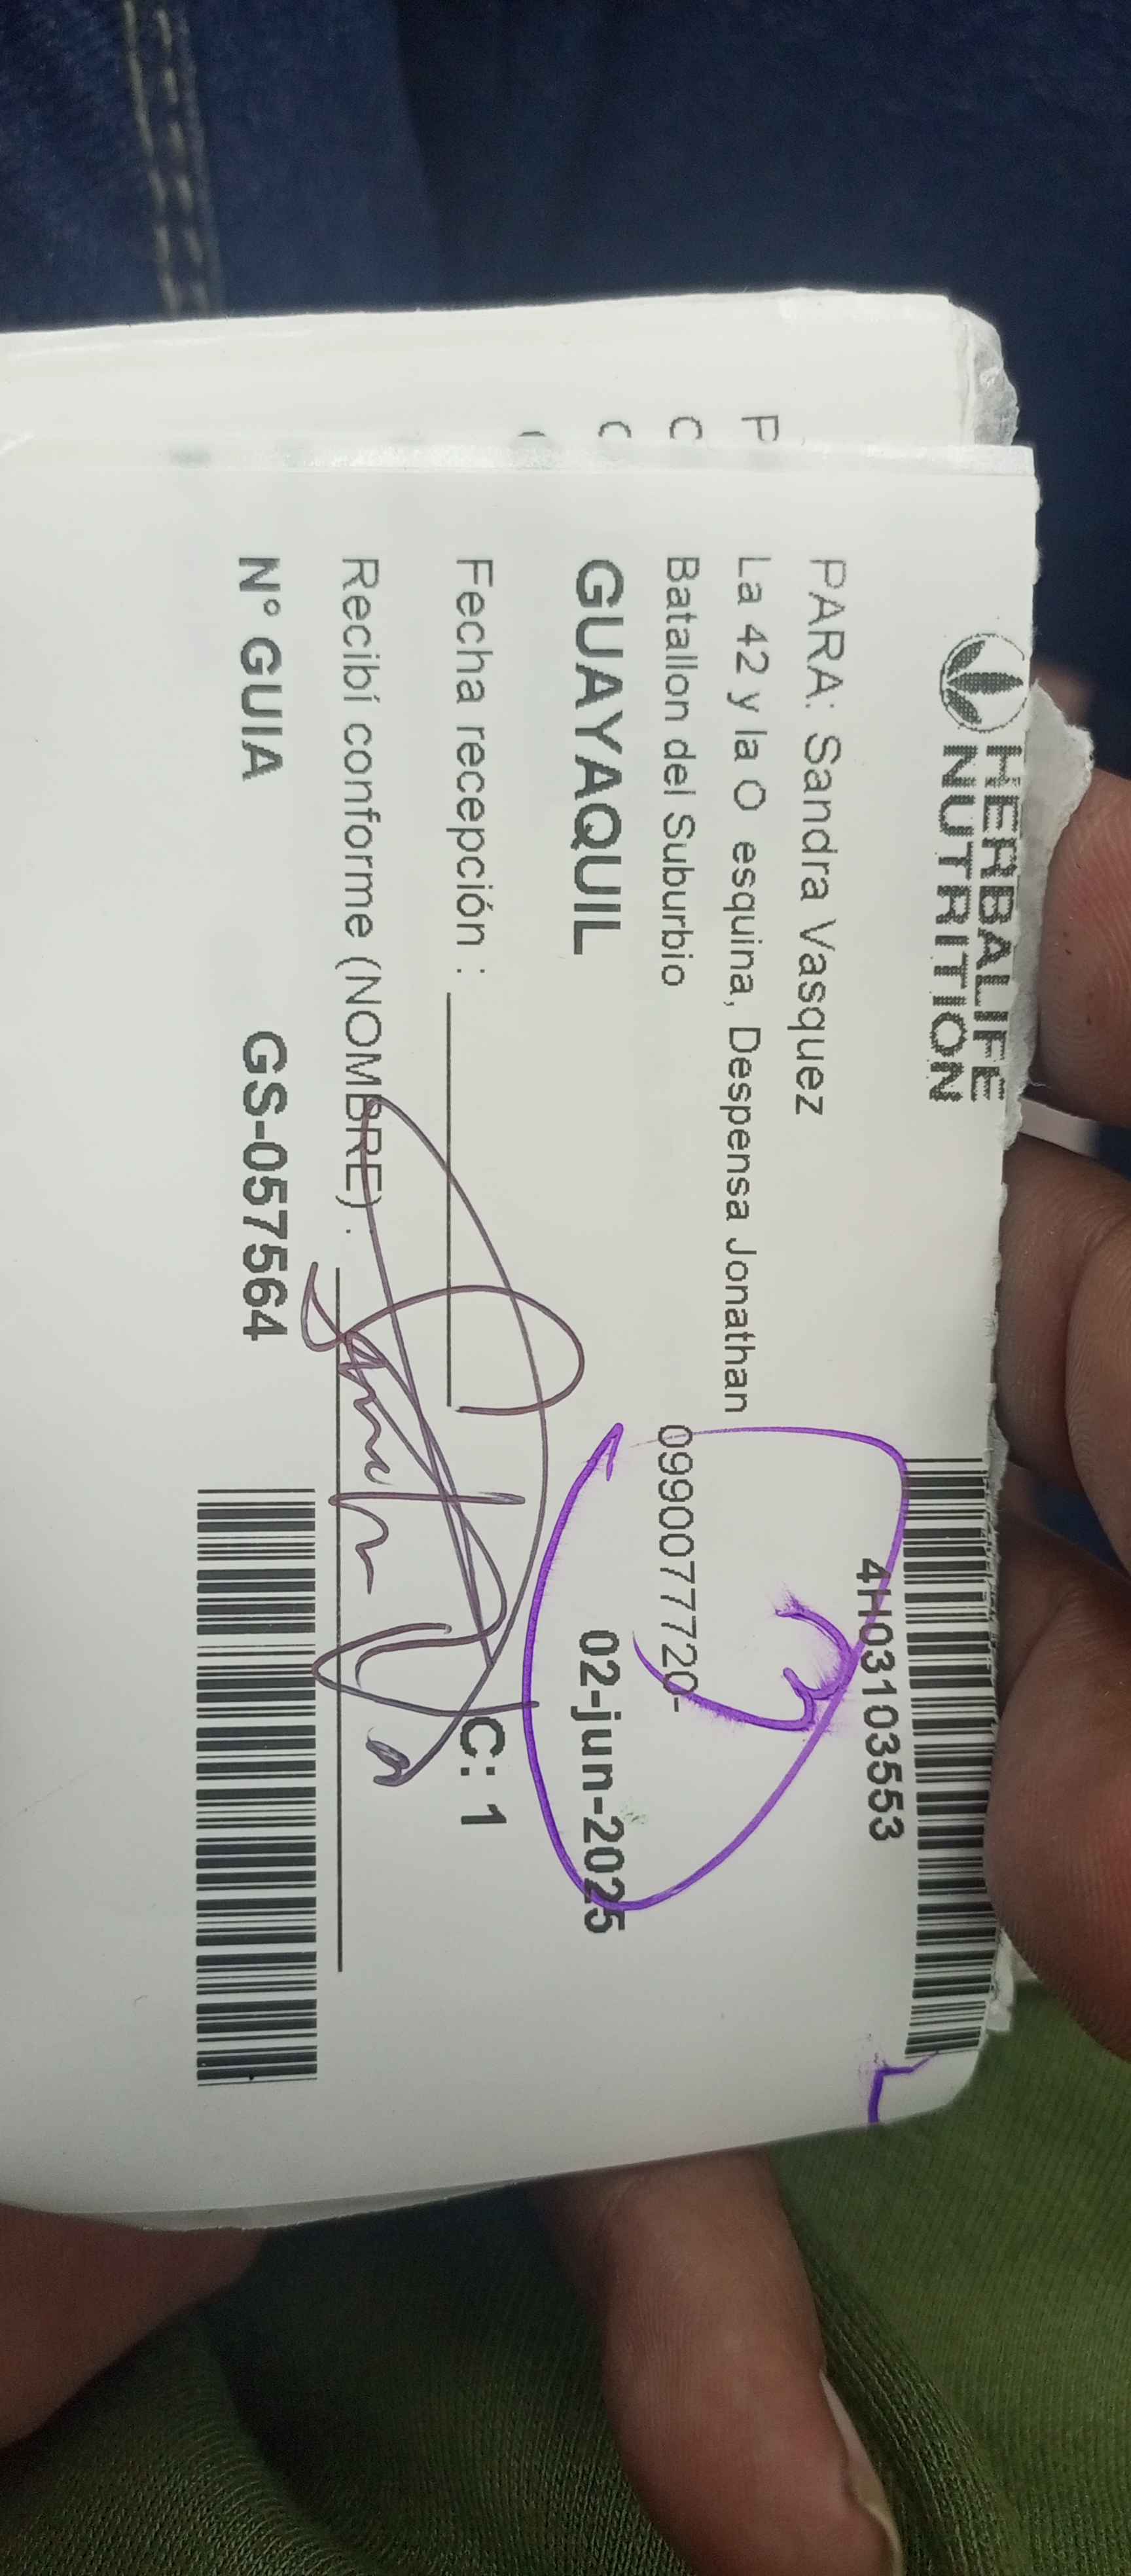 HERBALIFE
NUTRITION
4H03103553
PARA: Sandra Vasquez
La 42 y la O esquina, Despensa Jonathan
Batallon del Suburbio 0990077720-
GUAYAQUIL 02-jun-2025
Fecha recepción :
C: 1
Recibí conforme (NOMBRE) :
N° GUIA GS-057564